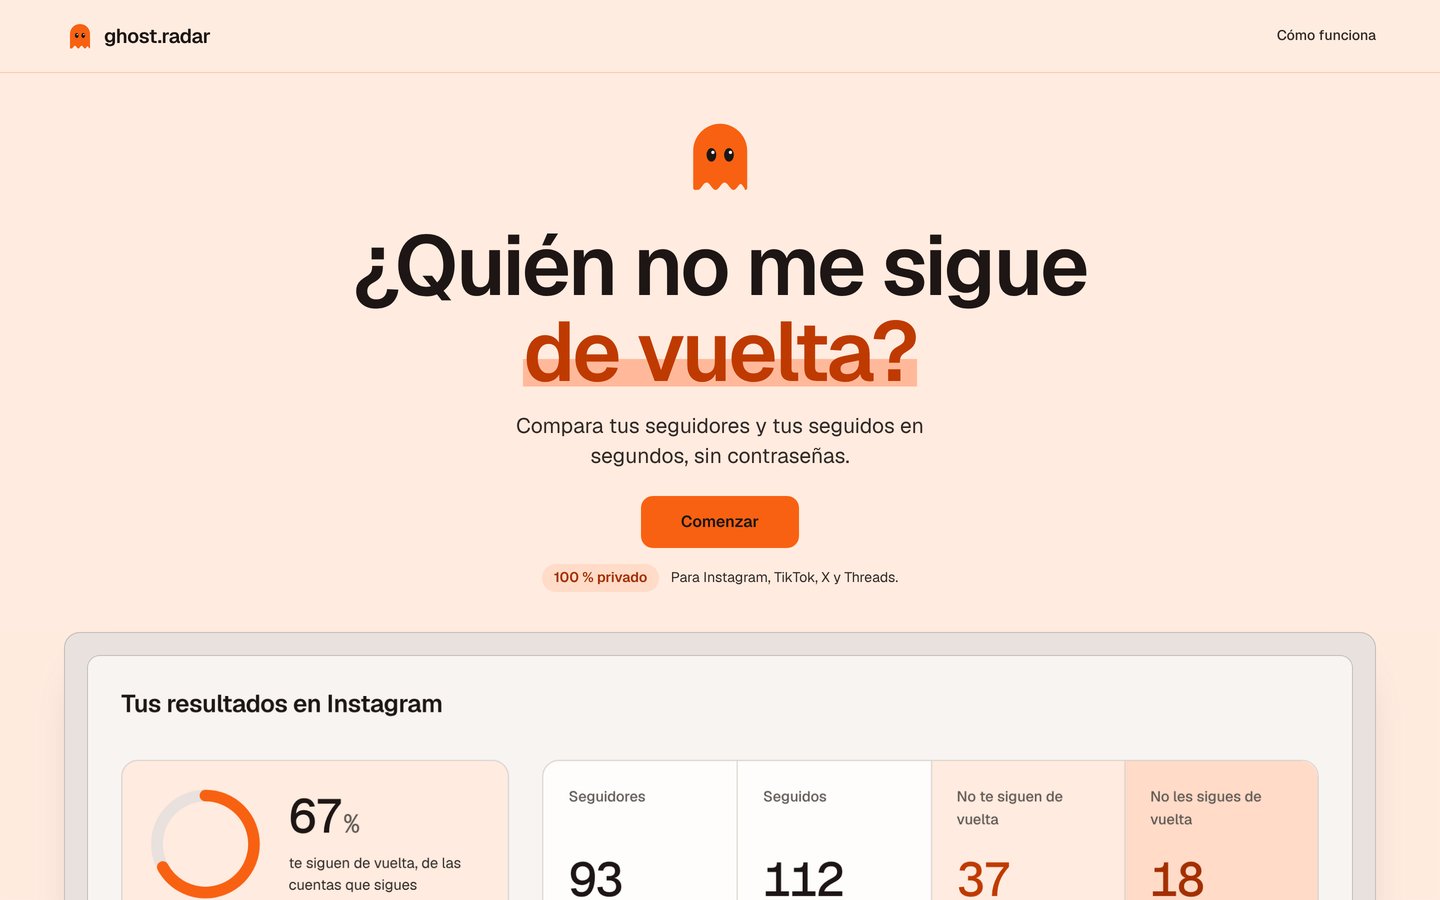 ghost.radar
Cómo funciona
¿Quién no me sigue
de vuelta?
Compara tus seguidores y tus seguidos en
segundos, sin contraseñas.
Comenzar
100 % privado
Para Instagram, TikTok, X y Threads.
Tus resultados en Instagram
67%
te siguen de vuelta, de las
cuentas que sigues
Seguidores
93
Seguidos
112
No te siguen de
vuelta
37
No les sigues de
vuelta
18